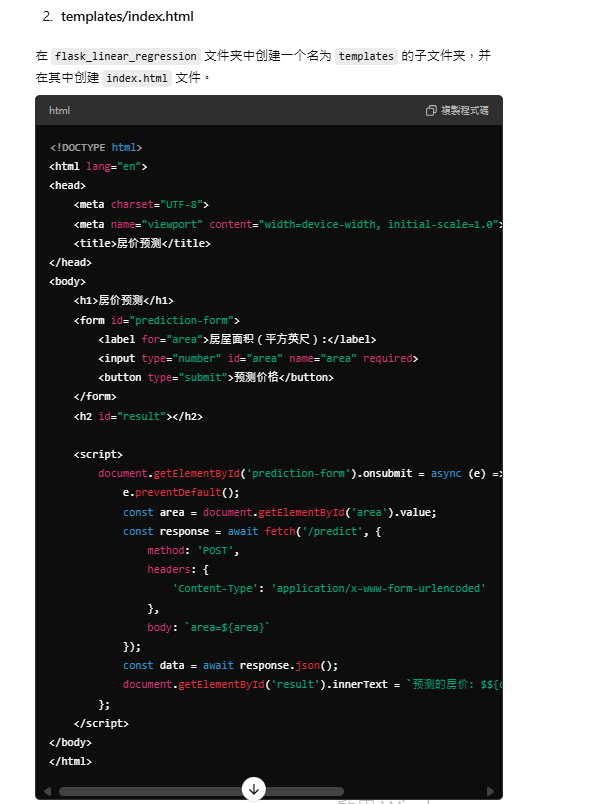 2. templates/index.html
在 flask_linear_regression 文件夹中创建一个名为 templates 的子文件夹，并
在其中创建 index.html 文件。
html 複製程式碼
<!DOCTYPE html>
<html lang="en">
<head>
    <meta charset="UTF-8">
    <meta name="viewport" content="width=device-width, initial-scale=1.0">
    <title>房价预测</title>
</head>
<body>
    <h1>房价预测</h1>
    <form id="prediction-form">
        <label for="area">房屋面积（平方英尺）:</label>
        <input type="number" id="area" name="area" required>
        <button type="submit">预测价格</button>
    </form>
    <h2 id="result"></h2>

    <script>
        document.getElementById('prediction-form').onsubmit = async (e) =>
            e.preventDefault();
            const area = document.getElementById('area').value;
            const response = await fetch('/predict', {
                method: 'POST',
                headers: {
                    'Content-Type': 'application/x-www-form-urlencoded'
                },
                body: `area=${area}`
            });
            const data = await response.json();
            document.getElementById('result').innerText = `预测的房价: $${
        };
    </script>
</body>
</html>